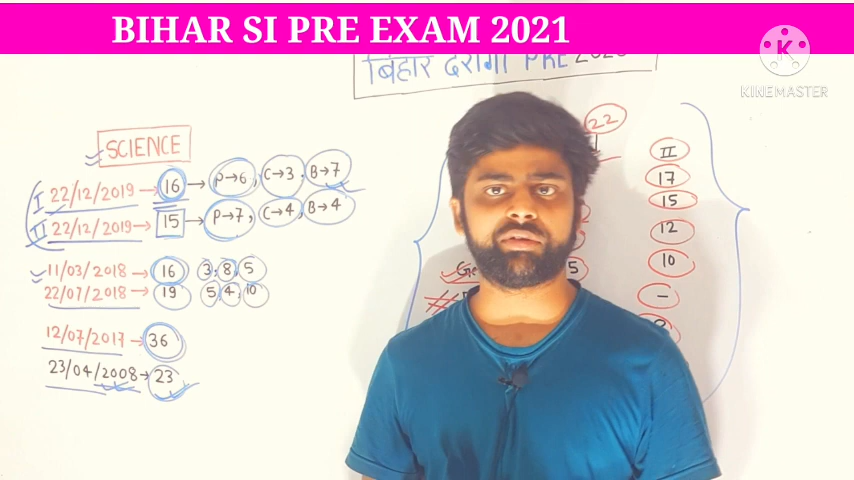 BIHAR SI PRE EXAM 2021
K
KINEMASTER
बिहार दरोगा PRE 2020
SCIENCE
I 22/12/2019 → 16 → P→6, C→3, B→7
II 22/12/2019 → 15 → P→7, C→4, B→4
11/03/2018 → 16 3, 8, 5
22/07/2018 → 19 5, 4, 10
12/07/2017 → 36
23/04/2008 → 23
22
II
17
15
12
10
-